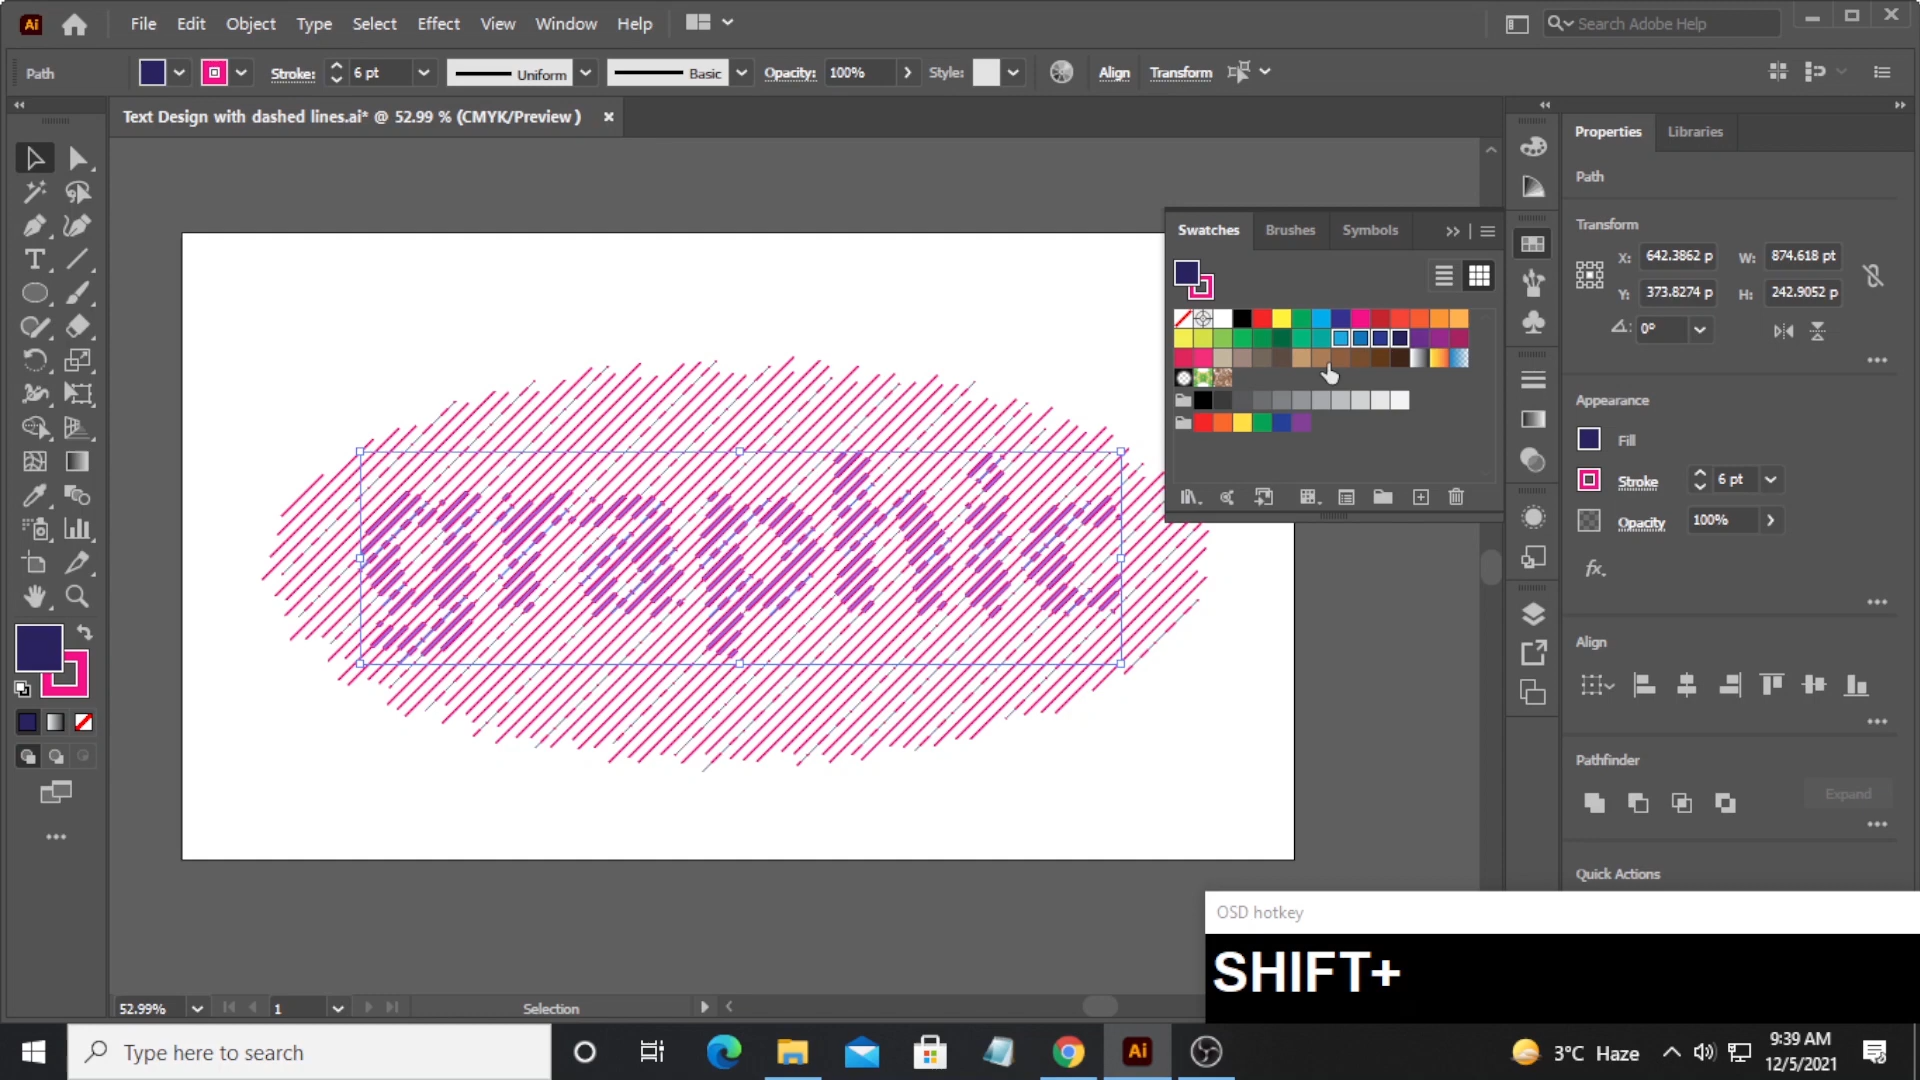 Ai File Edit Object Type Select Effect View Window Help Search Adobe Help
Path Stroke: 6 pt Uniform Basic Opacity: 100% Style: Align Transform
Text Design with dashed lines.ai* @ 52.99 % (CMYK/Preview) ×
Properties Libraries
Path
Transform
X: 642.3862 p W: 874.618 pt
Y: 373.8274 p H: 242.9052 p
0°
Swatches Brushes Symbols
Appearance
Fill
Stroke 6 pt
Opacity 100%
fx.
graphix
Align
Pathfinder
Expand
Quick Actions
OSD hotkey
SHIFT+
52.99% 1 Selection
Type here to search
Ai
3°C Haze
9:39 AM
12/5/2021